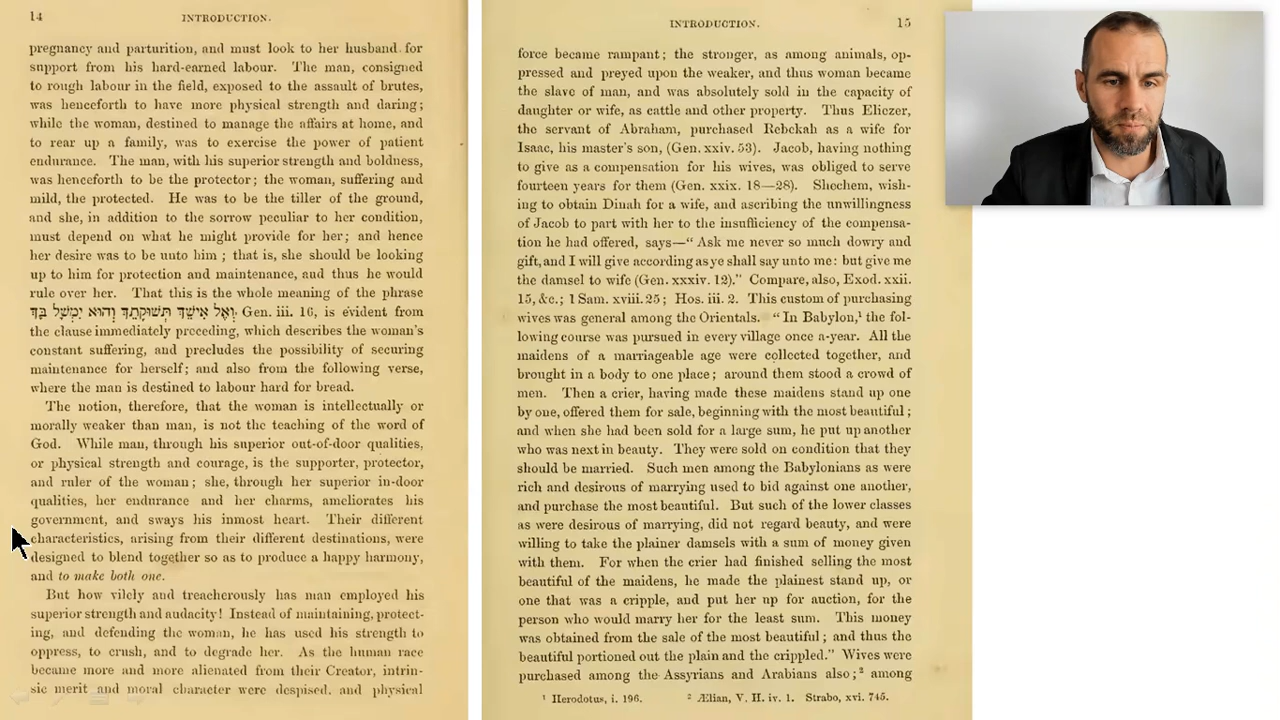 14
INTRODUCTION.
pregnancy and parturition, and must look to her husband for
support from his hard-earned labour. The man, consigned
to rough labour in the field, exposed to the assault of brutes,
was henceforth to have more physical strength and daring;
while the woman, destined to manage the affairs at home, and
to rear up a family, was to exercise the power of patient
endurance. The man, with his superior strength and boldness,
was henceforth to be the protector; the woman, suffering and
mild, the protected. He was to be the tiller of the ground,
and she, in addition to the sorrow peculiar to her condition,
must depend on what he might provide for her; and hence
her desire was to be unto him; that is, she should be looking
up to him for protection and maintenance, and thus he would
rule over her. That this is the whole meaning of the phrase
וְאֶל אִישֵׁךְ תְּשׁוּקָתֵךְ וְהוּא יִמְשָׁל בָּךְ, Gen. iii. 16, is evident from
the clause immediately preceding, which describes the woman's
constant suffering, and precludes the possibility of securing
maintenance for herself; and also from the following verse,
where the man is destined to labour hard for bread.
The notion, therefore, that the woman is intellectually or
morally weaker than man, is not the teaching of the word of
God. While man, through his superior out-of-door qualities,
or physical strength and courage, is the supporter, protector,
and ruler of the woman; she, through her superior in-door
qualities, her endurance and her charms, ameliorates his
government, and sways his inmost heart. Their different
characteristics, arising from their different destinations, were
designed to blend together so as to produce a happy harmony,
and to make both one.
But how vilely and treacherously has man employed his
superior strength and audacity! Instead of maintaining, protect-
ing, and defending the woman, he has used his strength to
oppress, to crush, and to degrade her. As the human race
became more and more alienated from their Creator, intrin-
sic merit and moral character were despised, and physical
INTRODUCTION.
15
force became rampant; the stronger, as among animals, op-
pressed and preyed upon the weaker, and thus woman became
the slave of man, and was absolutely sold in the capacity of
daughter or wife, as cattle and other property. Thus Eliezer,
the servant of Abraham, purchased Rebekah as a wife for
Isaac, his master's son, (Gen. xxiv. 53). Jacob, having nothing
to give as a compensation for his wives, was obliged to serve
fourteen years for them (Gen. xxix. 18—28). Shechem, wish-
ing to obtain Dinah for a wife, and ascribing the unwillingness
of Jacob to part with her to the insufficiency of the compensa-
tion he had offered, says—“Ask me never so much dowry and
gift, and I will give according as ye shall say unto me: but give me
the damsel to wife (Gen. xxxiv. 12).” Compare, also, Exod. xxii.
15, &c.; 1 Sam. xviii. 25; Hos. iii. 2. This custom of purchasing
wives was general among the Orientals. “In Babylon,¹ the fol-
lowing course was pursued in every village once a-year. All the
maidens of a marriageable age were collected together, and
brought in a body to one place; around them stood a crowd of
men. Then a crier, having made these maidens stand up one
by one, offered them for sale, beginning with the most beautiful;
and when she had been sold for a large sum, he put up another
who was next in beauty. They were sold on condition that they
should be married. Such men among the Babylonians as were
rich and desirous of marrying used to bid against one another,
and purchase the most beautiful. But such of the lower classes
as were desirous of marrying, did not regard beauty, and were
willing to take the plainer damsels with a sum of money given
with them. For when the crier had finished selling the most
beautiful of the maidens, he made the plainest stand up, or
one that was a cripple, and put her up for auction, for the
person who would marry her for the least sum. This money
was obtained from the sale of the most beautiful; and thus the
beautiful portioned out the plain and the crippled.” Wives were
purchased among the Assyrians and Arabians also;² among
¹ Herodotus, i. 196. ² Ælian, V. H. iv. 1. Strabo, xvi. 745.